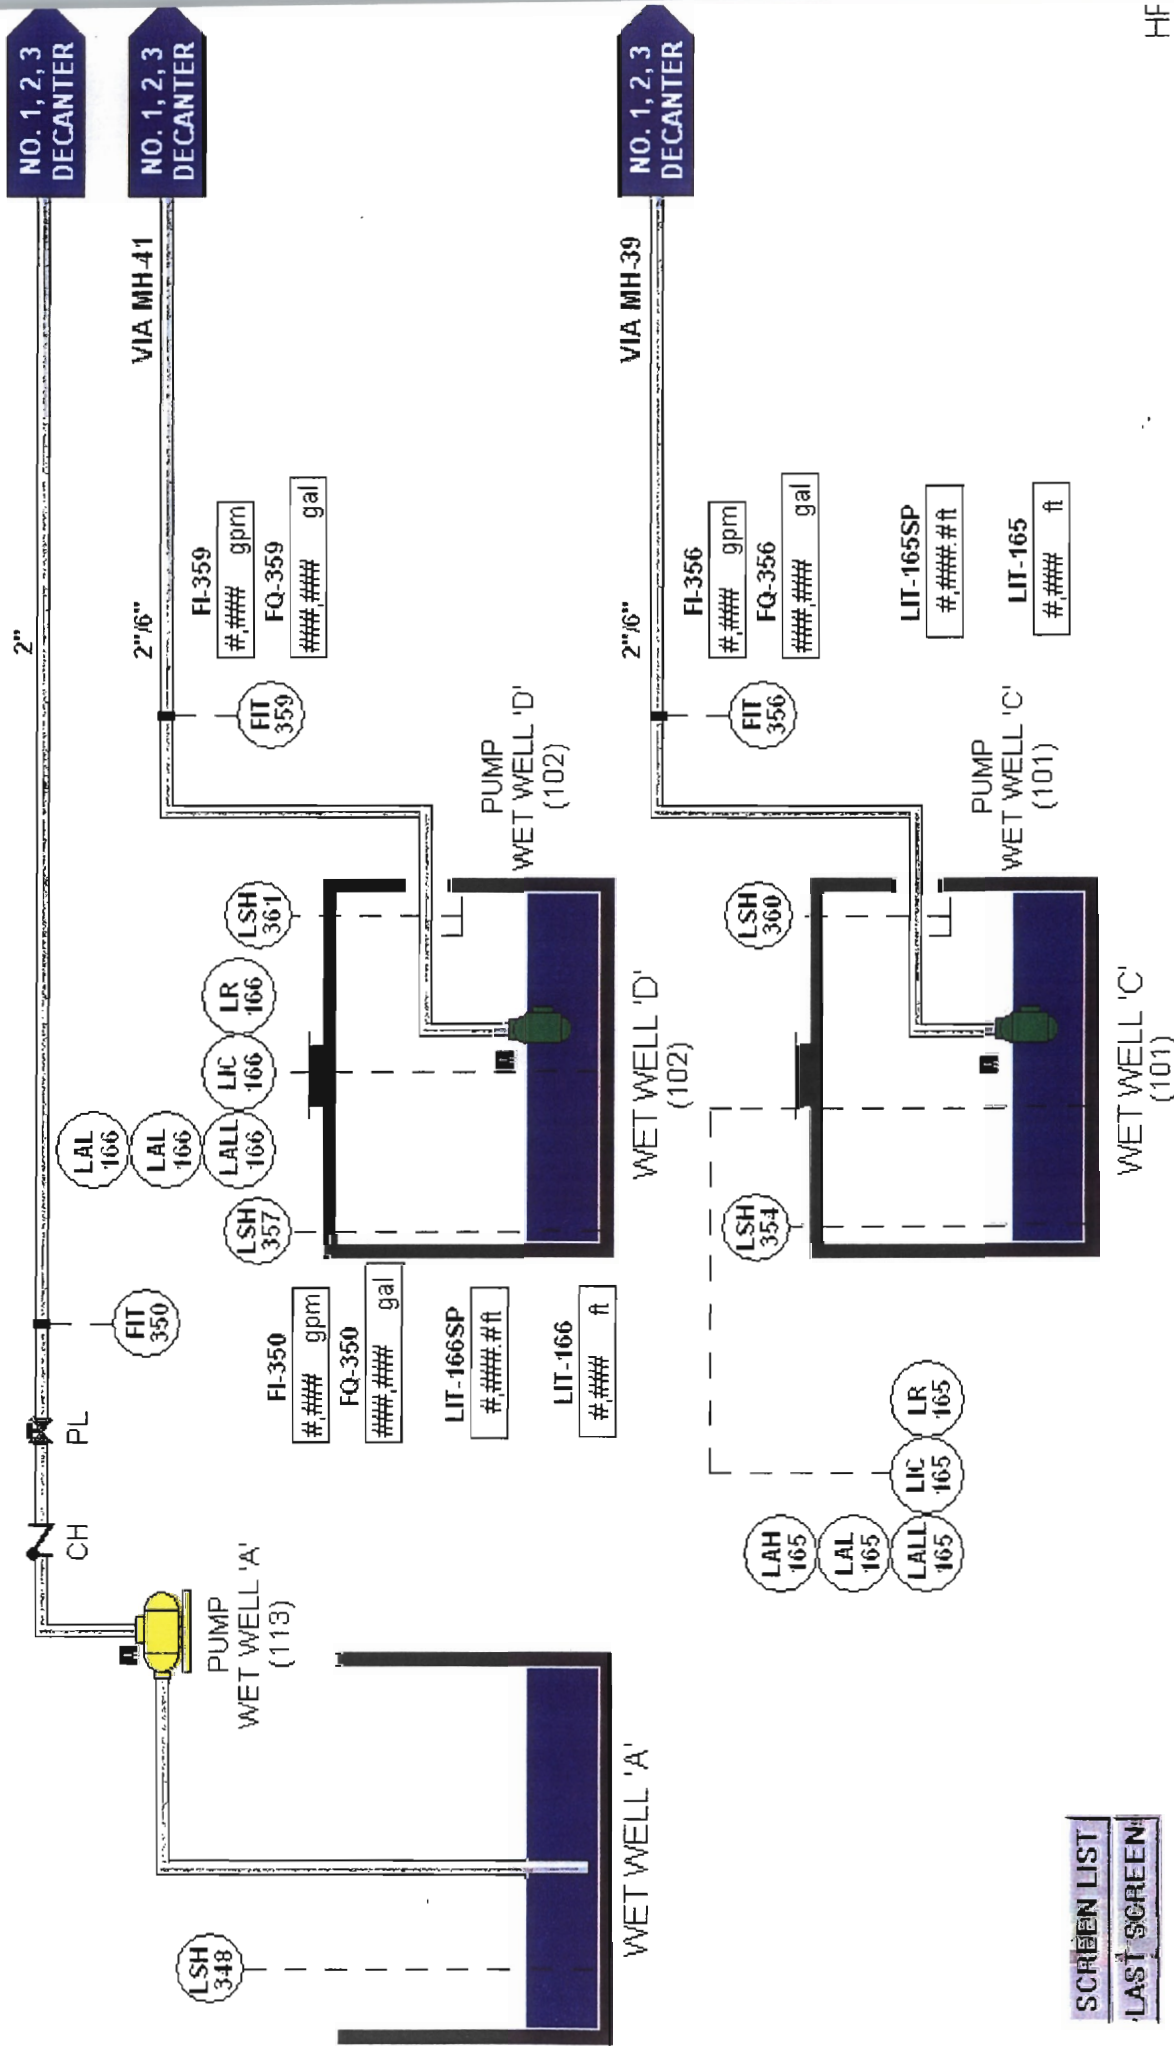 2"
NO. 1, 2, 3
DECANTER
CH
PL
FIT
350
PUMP
WET WELL 'A'
(113)
LSH
348
WET WELL 'A'
FI-350
#,### gpm
FQ-350
###,### gal
LIT-166SP
#,###.##ft
LIT-166
#,### ft
LAL
166
LAL
166
LALL
166
LIC
166
LR
166
LSH
357
LSH
361
WET WELL 'D'
(102)
PUMP
WET WELL 'D'
(102)
FIT
359
2"/6"
VIA MH-41
NO. 1, 2, 3
DECANTER
FI-359
#,### gpm
FQ-359
###,### gal
LAH
165
LAL
165
LALL
165
LIC
165
LR
165
LSH
354
LSH
360
WET WELL 'C'
(101)
PUMP
WET WELL 'C'
(101)
FIT
356
2"/6"
VIA MH-39
NO. 1, 2, 3
DECANTER
FI-356
#,### gpm
FQ-356
###,### gal
LIT-165SP
#,###.##ft
LIT-165
#,### ft
SCREEN LIST
LAST SCREEN